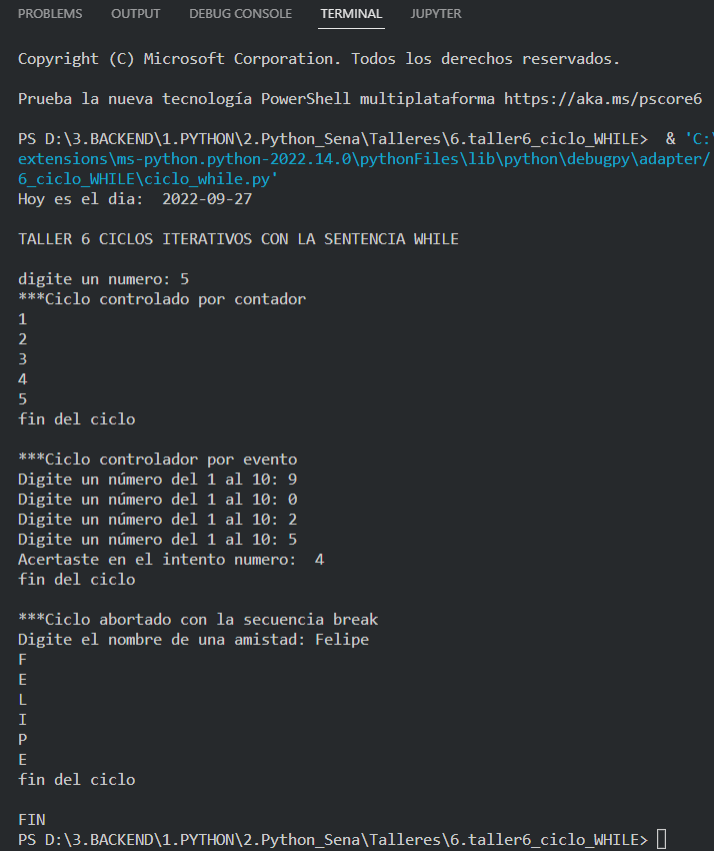 PROBLEMS OUTPUT DEBUG CONSOLE TERMINAL JUPYTER
Copyright (C) Microsoft Corporation. Todos los derechos reservados.
Prueba la nueva tecnología PowerShell multiplataforma https://aka.ms/pscore6
PS D:\3.BACKEND\1.PYTHON\2.Python_Sena\Talleres\6.taller6_ciclo_WHILE>  & 'C:\
extensions\ms-python.python-2022.14.0\pythonFiles\lib\python\debugpy\adapter/
6_ciclo_WHILE\ciclo_while.py'
Hoy es el dia:  2022-09-27
TALLER 6 CICLOS ITERATIVOS CON LA SENTENCIA WHILE
digite un numero: 5
***Ciclo controlado por contador
1
2
3
4
5
fin del ciclo
***Ciclo controlador por evento
Digite un número del 1 al 10: 9
Digite un número del 1 al 10: 0
Digite un número del 1 al 10: 2
Digite un número del 1 al 10: 5
Acertaste en el intento numero:  4
fin del ciclo
***Ciclo abortado con la secuencia break
Digite el nombre de una amistad: Felipe
F
E
L
I
P
E
fin del ciclo
FIN
PS D:\3.BACKEND\1.PYTHON\2.Python_Sena\Talleres\6.taller6_ciclo_WHILE>